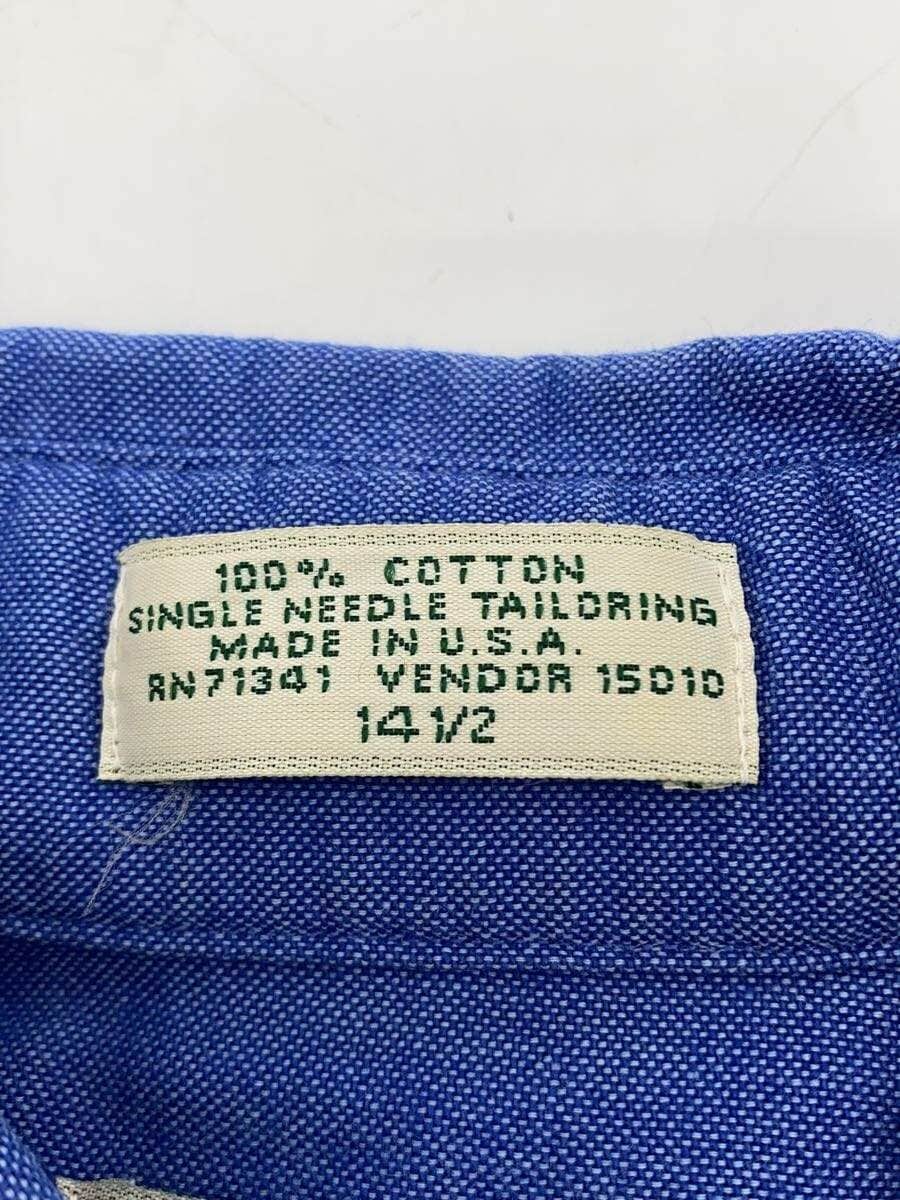 100% COTTON
SINGLE NEEDLE TAILORING
MADE IN U.S.A.
RN71341 VENDOR 15010
14 1/2